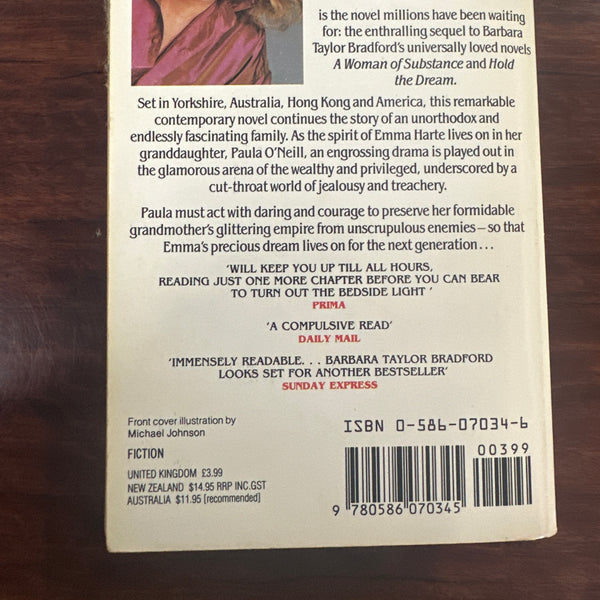 is the novel millions have been waiting
for: the enthralling sequel to Barbara
Taylor Bradford's universally loved novels
A Woman of Substance and Hold
the Dream.
Set in Yorkshire, Australia, Hong Kong and America, this remarkable
contemporary novel continues the story of an unorthodox and
endlessly fascinating family. As the spirit of Emma Harte lives on in her
granddaughter, Paula O'Neill, an engrossing drama is played out in
the glamorous arena of the wealthy and privileged, underscored by a
cut-throat world of jealousy and treachery.
Paula must act with daring and courage to preserve her formidable
grandmother's glittering empire from unscrupulous enemies – so that
Emma's precious dream lives on for the next generation . . .
'WILL KEEP YOU UP TILL ALL HOURS,
READING JUST ONE MORE CHAPTER BEFORE YOU CAN BEAR
TO TURN OUT THE BEDSIDE LIGHT '
PRIMA
'A COMPULSIVE READ'
DAILY MAIL
'IMMENSELY READABLE. . . BARBARA TAYLOR BRADFORD
LOOKS SET FOR ANOTHER BESTSELLER'
SUNDAY EXPRESS
Front cover illustration by
Michael Johnson
FICTION
UNITED KINGDOM £3.99
NEW ZEALAND $14.95 RRP INC.GST
AUSTRALIA $11.95 [recommended]
ISBN 0-586-07034-6
00399
9 780586 070345